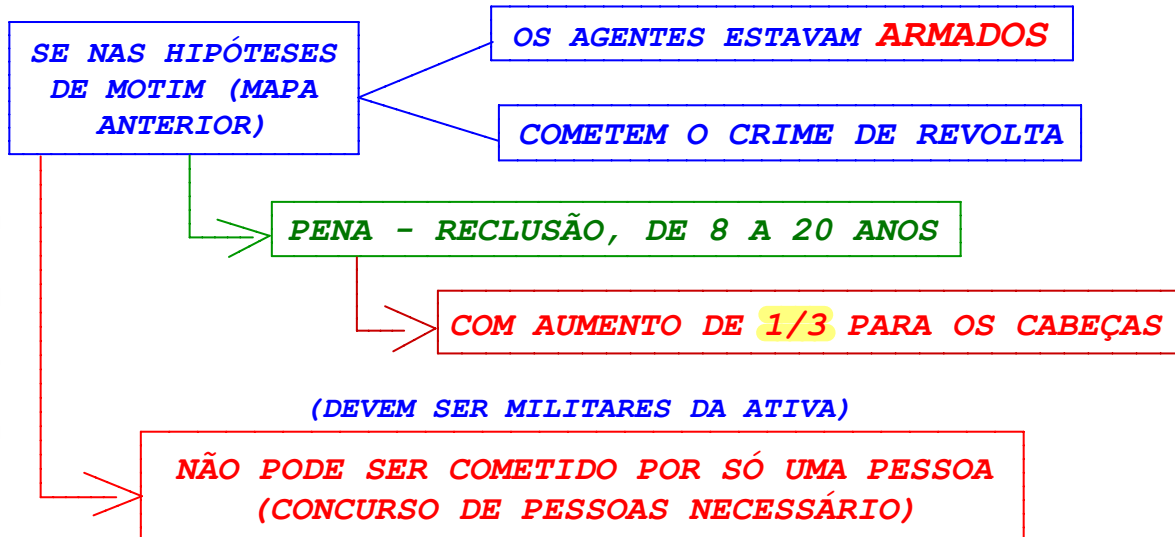 SE NAS HIPÓTESES
DE MOTIM (MAPA
ANTERIOR)
OS AGENTES ESTAVAM ARMADOS
COMETEM O CRIME DE REVOLTA
PENA - RECLUSÃO, DE 8 A 20 ANOS
COM AUMENTO DE 1/3 PARA OS CABEÇAS
(DEVEM SER MILITARES DA ATIVA)
NÃO PODE SER COMETIDO POR SÓ UMA PESSOA
(CONCURSO DE PESSOAS NECESSÁRIO)